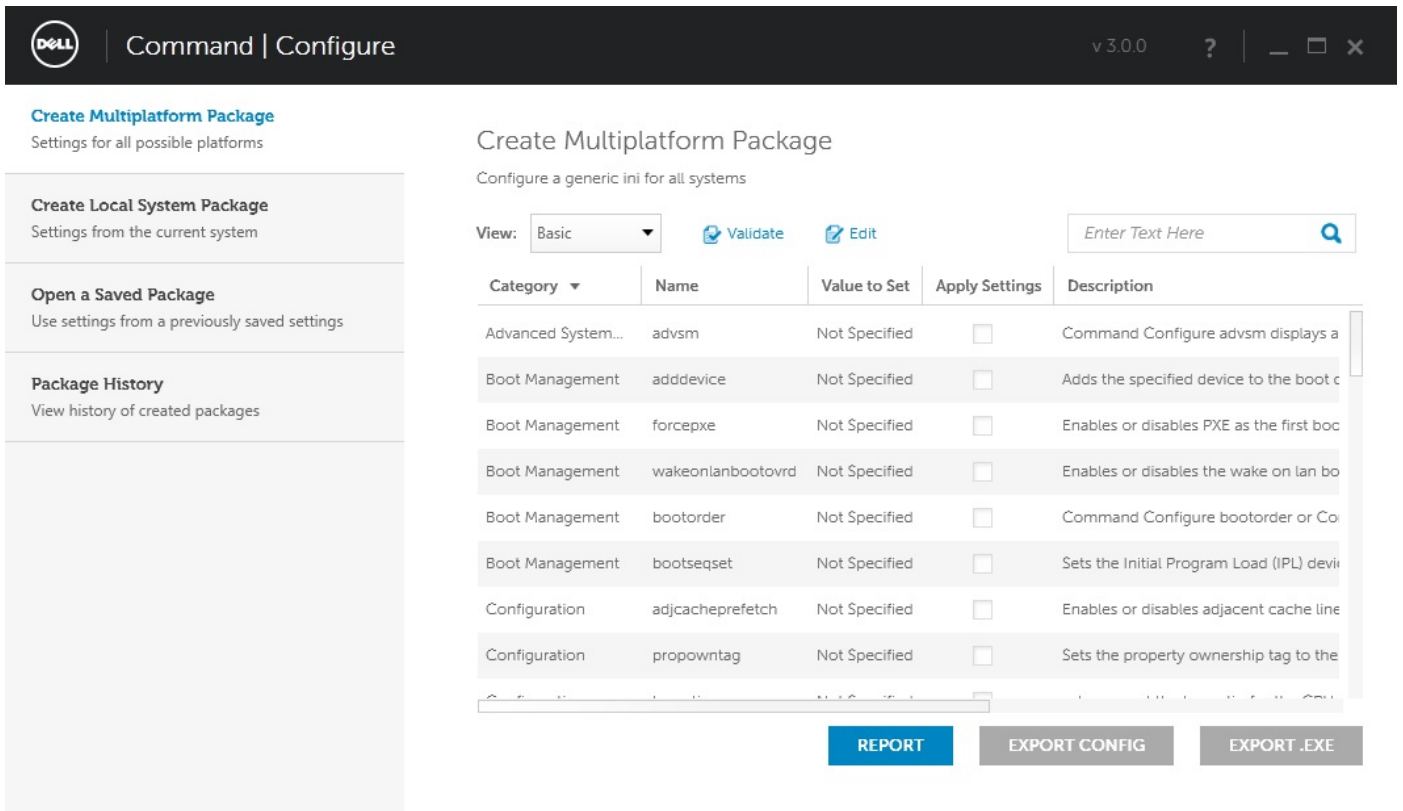 DELL
Command | Configure
v 3.0.0
?
Create Multiplatform Package
Settings for all possible platforms
Create Local System Package
Settings from the current system
Open a Saved Package
Use settings from a previously saved settings
Package History
View history of created packages
Create Multiplatform Package
Configure a generic ini for all systems
View: Basic Validate Edit Enter Text Here
Category Name Value to Set Apply Settings Description
Advanced System... advsm Not Specified Command Configure advsm displays a
Boot Management adddevice Not Specified Adds the specified device to the boot
Boot Management forcepxe Not Specified Enables or disables PXE as the first
Boot Management wakeonlanbootovrd Not Specified Enables or disables the wake on lan bo
Boot Management bootorder Not Specified Command Configure bootorder or
Boot Management bootseqset Not Specified Sets the Initial Program Load (IPL)
Configuration adjcacheprefetch Not Specified Enables or disables adjacent cache line
Configuration propowntag Not Specified Sets the property ownership tag to the
REPORT EXPORT CONFIG EXPORT .EXE